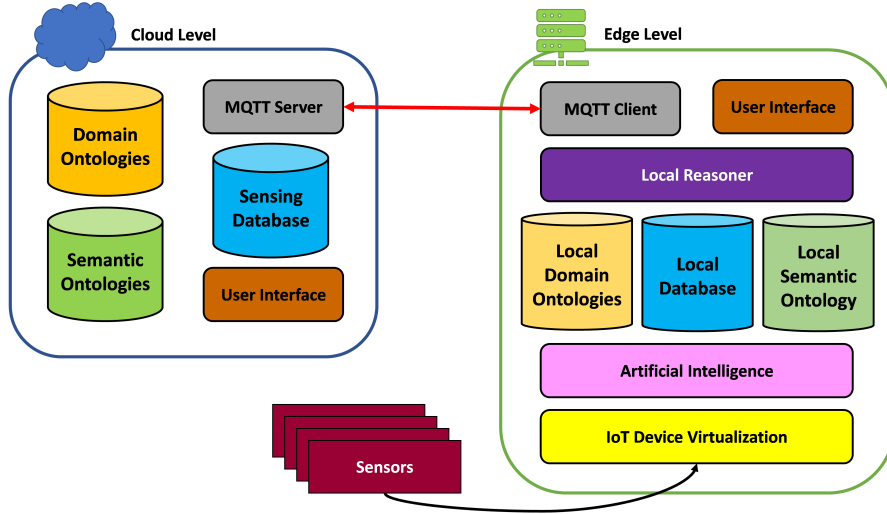 Cloud Level
Domain
Ontologies
MQTT Server
Sensing
Database
Semantic
Ontologies
User Interface
Edge Level
MQTT Client
User Interface
Local Reasoner
Local
Domain
Ontologies
Local
Database
Local
Semantic
Ontology
Artificial Intelligence
IoT Device Virtualization
Sensors